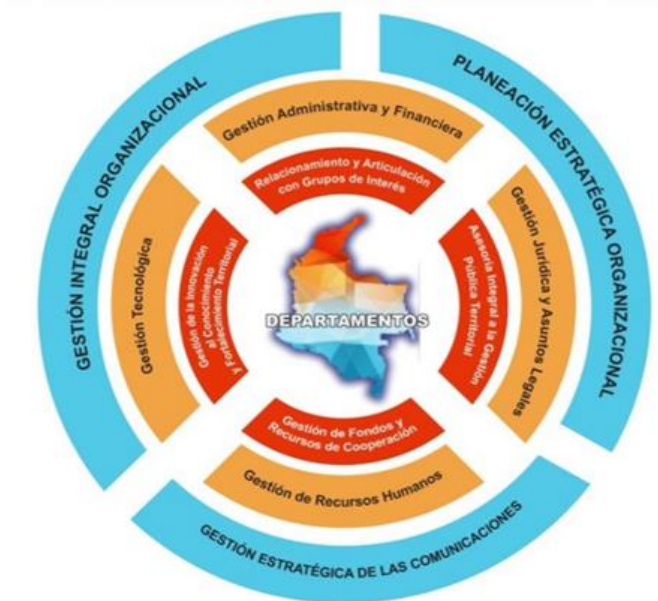 GESTIÓN INTEGRAL ORGANIZACIONAL
PLANEACIÓN ESTRATÉGICA ORGANIZACIONAL
GESTIÓN ESTRATÉGICA DE LAS COMUNICACIONES
Gestión Administrativa y Financiera
Gestión Jurídica y Asuntos Legales
Gestión de Recursos Humanos
Gestión Tecnológica
Relacionamiento y Articulación
con Grupos de Interés
Asesoría Integral a la Gestión
Pública Territorial
Gestión de Fondos y
Recursos de Cooperación
Gestión de la Innovación
al Conocimiento
y Fortalecimiento Territorial
DEPARTAMENTOS